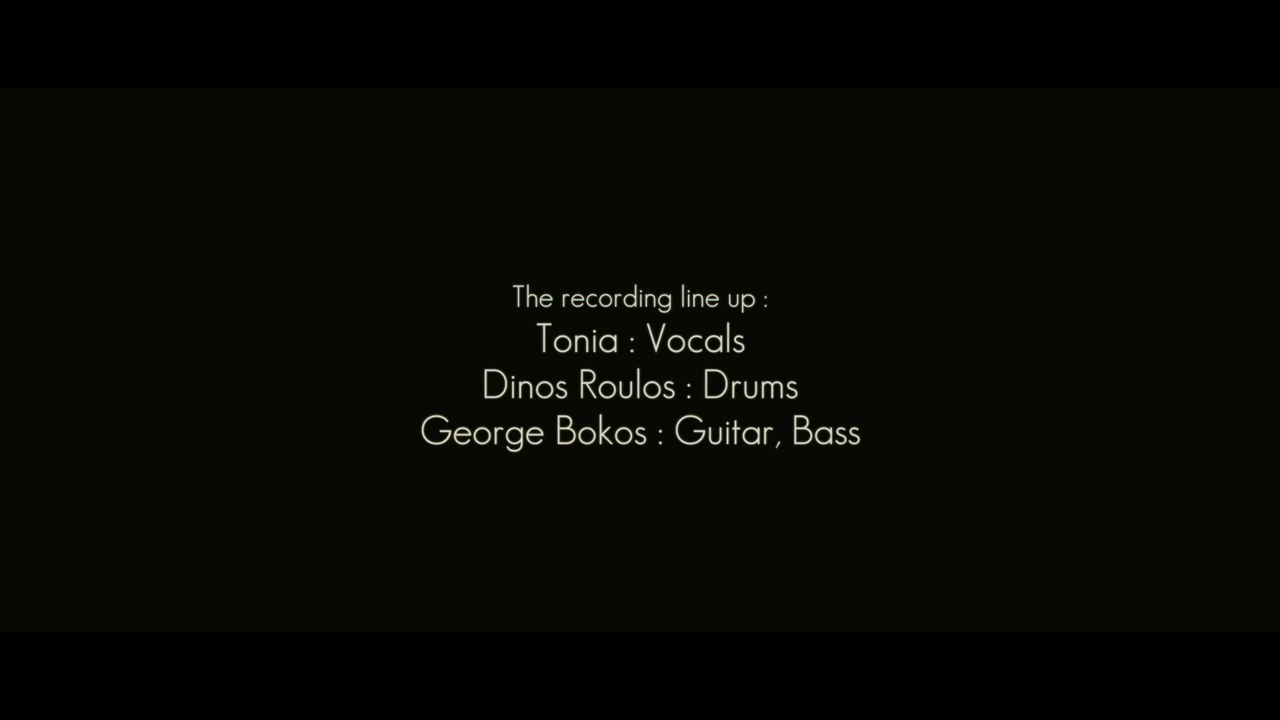 The recording line up :
Tonia : Vocals
Dinos Roulos : Drums
George Bokos : Guitar, Bass